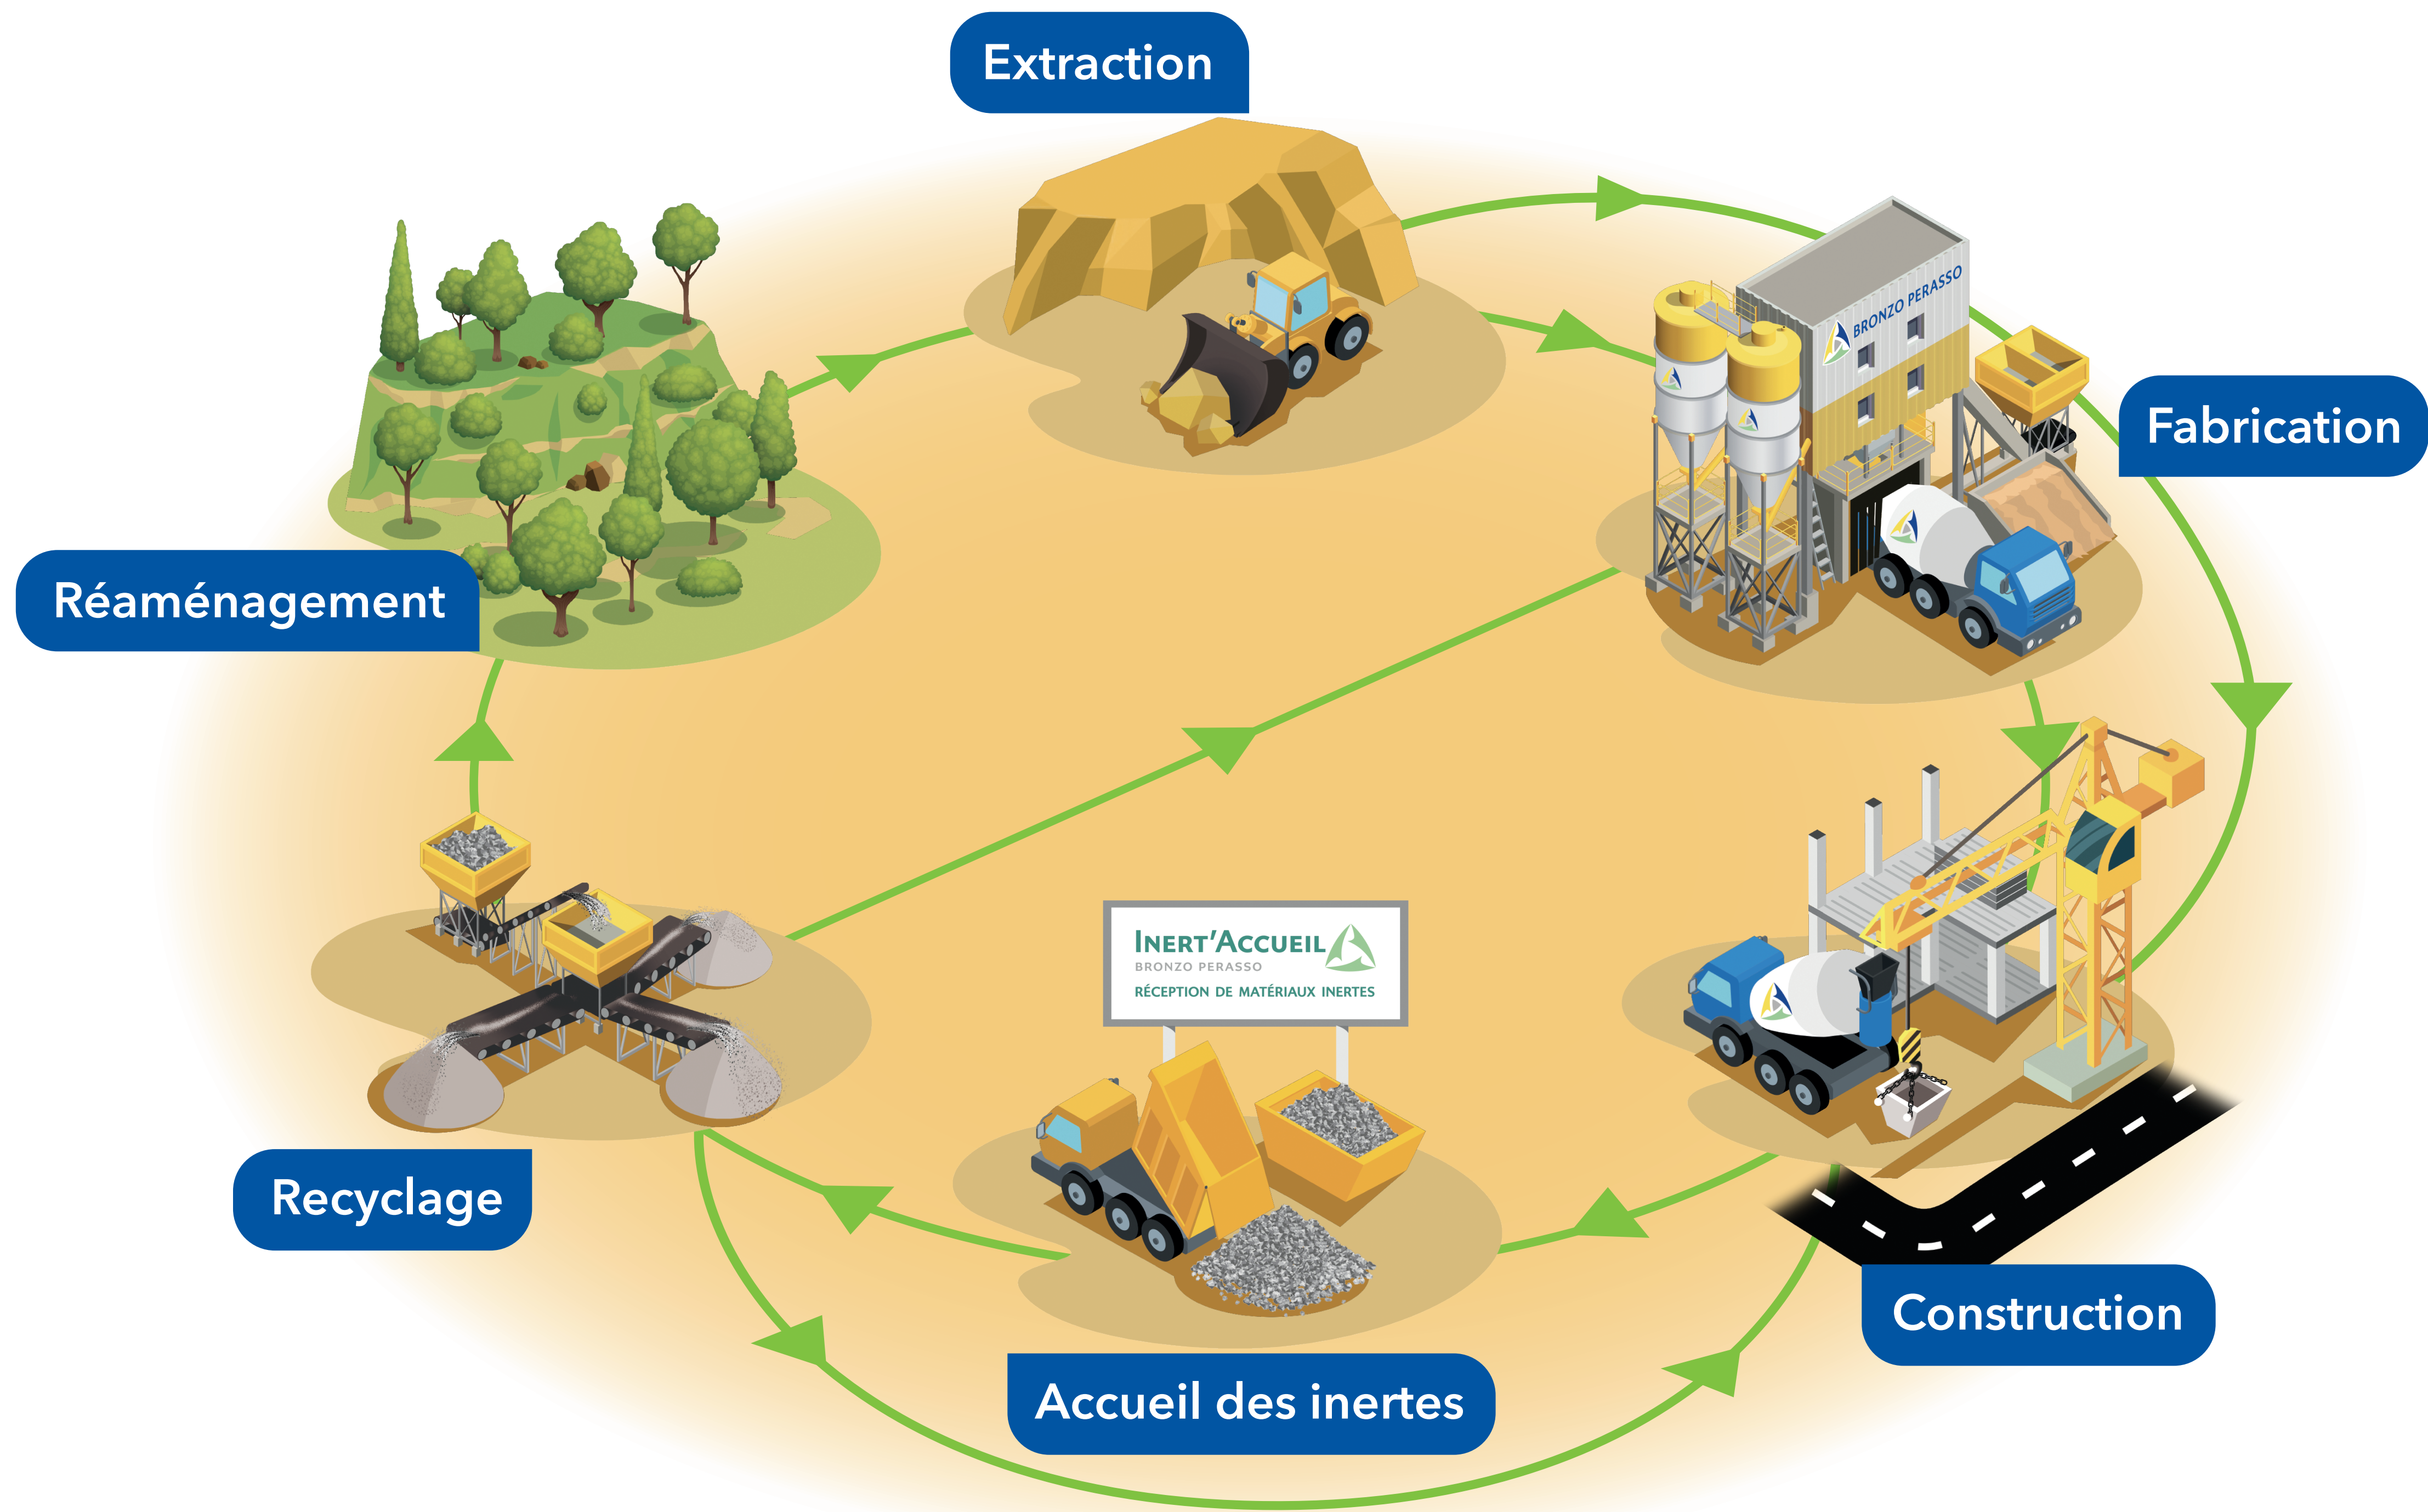 Extraction
BRONZO PERASSO
Fabrication
Réaménagement
INERT'ACCUEIL
BRONZO PERASSO
RÉCEPTION DE MATÉRIAUX INERTES
Recyclage
Construction
Accueil des inertes